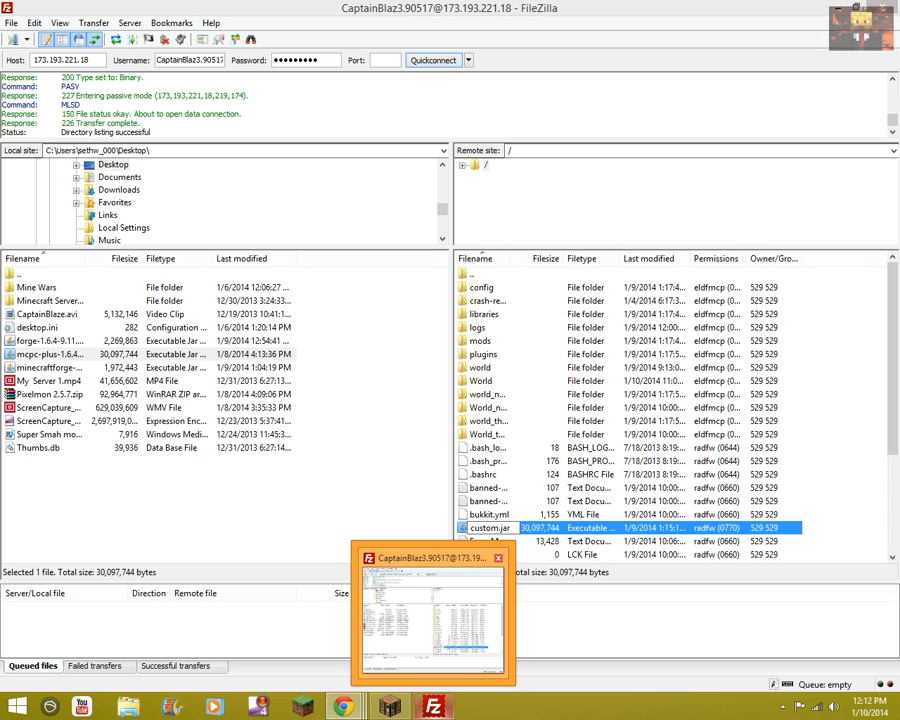 CaptainBlaz3.90517@173.193.221.18 - FileZilla
File Edit View Transfer Server Bookmarks Help
Host: 173.193.221.18 Username: CaptainBlaz3.90517 Password: ●●●●●●●●● Port: Quickconnect
Response: 200 Type set to: Binary.
Command: PASV
Response: 227 Entering passive mode (173,193,221,18,219,174).
Command: MLSD
Response: 150 File status okay. About to open data connection.
Response: 226 Transfer complete.
Status: Directory listing successful
Local site: C:\Users\sethw_000\Desktop\
Remote site: /
Desktop
Documents
Downloads
Favorites
Links
Local Settings
Music
/
Filename Filesize Filetype Last modified
..
Mine Wars File folder 1/6/2014 12:06:27 ...
Minecraft Server... File folder 12/30/2013 3:24:33...
CaptainBlaze.avi 5,132,146 Video Clip 12/19/2013 10:41:1...
desktop.ini 282 Configuration ... 1/6/2014 1:20:14 PM
forge-1.6.4-9.11.... 2,269,863 Executable Jar ... 1/9/2014 12:54:41 ...
mcpc-plus-1.6.4... 30,097,744 Executable Jar ... 1/8/2014 4:13:36 PM
minecraftforge-... 1,972,443 Executable Jar ... 1/9/2014 1:04:19 PM
My Server 1.mp4 41,656,602 MP4 File 12/31/2013 6:27:13...
Pixelmon 2.5.7.zip 92,964,771 WinRAR ZIP ar... 1/8/2014 4:09:06 PM
ScreenCapture_... 629,039,609 WMV File 1/8/2014 3:35:33 PM
ScreenCapture_... 2,697,919,0... Expression Enc... 12/23/2013 5:37:41...
Super Smah mo... 7,916 Windows Medi... 12/24/2013 11:45:3...
Thumbs.db 39,936 Data Base File 12/31/2013 6:27:14...
Selected 1 file. Total size: 30,097,744 bytes
Filename Filesize Filetype Last modified Permissions Owner/Gro...
..
config File folder 1/9/2014 1:17:4... eldfmcp (0... 529 529
crash-re... File folder 1/4/2014 6:17:3... eldfmcp (0... 529 529
libraries File folder 1/9/2014 1:17:4... eldfmcp (0... 529 529
logs File folder 1/9/2014 1:17:4... eldfmcp (0... 529 529
mods File folder 1/9/2014 1:17:4... eldfmcp (0... 529 529
plugins File folder 1/9/2014 1:17:4... eldfmcp (0... 529 529
world File folder 1/9/2014 9:13:0... eldfmcp (0... 529 529
World File folder 1/10/2014 11:0... eldfmcp (0... 529 529
world_n... File folder 1/9/2014 10:00:... eldfmcp (0... 529 529
World_n... File folder 1/9/2014 10:00:... eldfmcp (0... 529 529
world_th... File folder 1/9/2014 10:00:... eldfmcp (0... 529 529
World_t... File folder 1/9/2014 10:00:... eldfmcp (0... 529 529
.bash_lo... 18 BASH_LOG... 7/18/2013 8:19:... radfw (0644) 529 529
.bash_pr... 176 BASH_PRO... 7/18/2013 8:19:... radfw (0644) 529 529
.bashrc 124 BASHRC File 7/18/2013 8:19:... radfw (0644) 529 529
banned-... 107 Text Docu... 1/9/2014 10:00:... radfw (0660) 529 529
banned-... 107 Text Docu... 1/9/2014 10:00:... radfw (0660) 529 529
bukkit.yml 1,155 YML File 1/9/2014 10:00:... radfw (0660) 529 529
custom.jar 30,097,744 Executable ... 1/9/2014 1:15:1... radfw (0770) 529 529
13,428 Text Docu... 1/9/2014 10:00:... radfw (0660) 529 529
0 LCK File 1/9/2014 10:00:... radfw (0660) 529 529
Total size: 30,097,744 bytes
CaptainBlaz3.90517@173.19...
Server/Local file Direction Remote file Size
Queued files Failed transfers Successful transfers
Queue: empty
12:12 PM
1/10/2014